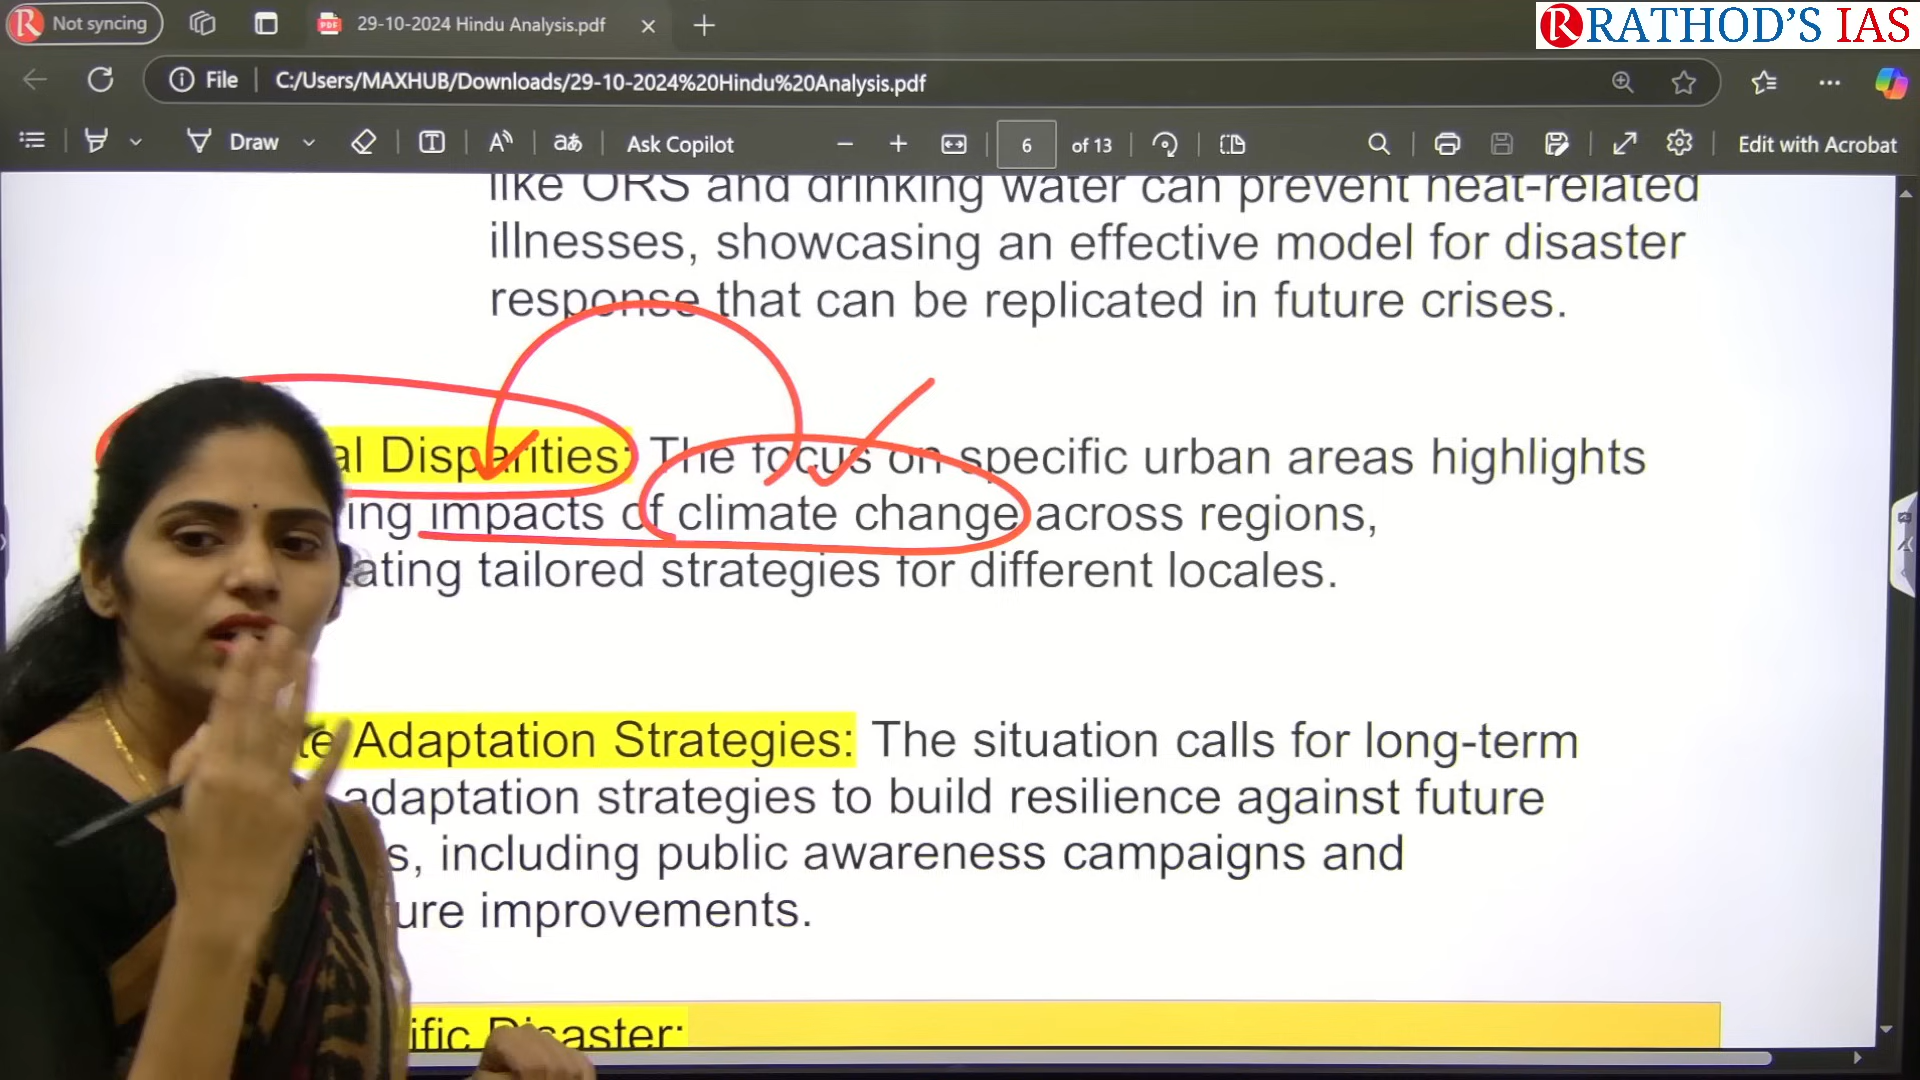 Not syncing
29-10-2024 Hindu Analysis.pdf
RATHOD'S IAS
File
C:/Users/MAXHUB/Downloads/29-10-2024%20Hindu%20Analysis.pdf
Draw
Ask Copilot
6 of 13
Edit with Acrobat
like ORS and drinking water can prevent heat-related
illnesses, showcasing an effective model for disaster
response that can be replicated in future crises.
al Disparities: The focus on specific urban areas highlights
ing impacts of climate change across regions,
ating tailored strategies for different locales.
te Adaptation Strategies: The situation calls for long-term
adaptation strategies to build resilience against future
s, including public awareness campaigns and
ure improvements.
ific Disaster: